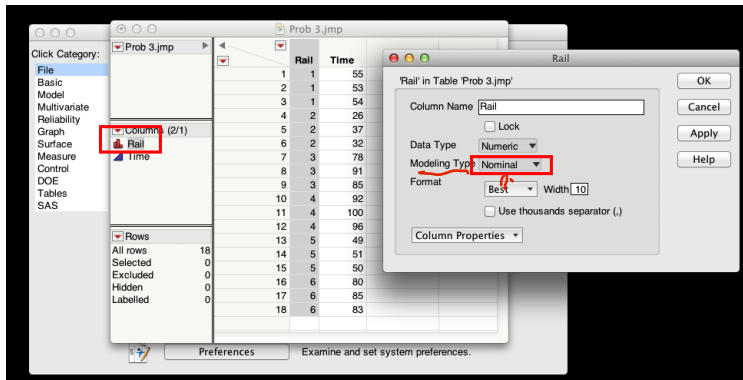 Prob 3.jmp
Click Category:
File
Basic
Model
Multivariate
Reliability
Graph
Surface
Measure
Control
DOE
Tables
SAS
Prob 3.jmp
Columns (2/1)
Rail
Time
Rows
All rows 18
Selected 0
Excluded 0
Hidden 0
Labelled 0
Rail Time
1 1 55
2 1 53
3 1 54
4 2 26
5 2 37
6 2 32
7 3 78
8 3 91
9 3 85
10 4 92
11 4 100
12 4 96
13 5 49
14 5 51
15 5 50
16 6 80
17 6 85
18 6 83
Rail
'Rail' in Table 'Prob 3.jmp'
Column Name Rail
Lock
Data Type Numeric
Modeling Type Nominal
Format Best Width 10
Use thousands separator (,)
Column Properties
OK
Cancel
Apply
Help
Preferences Examine and set system preferences.